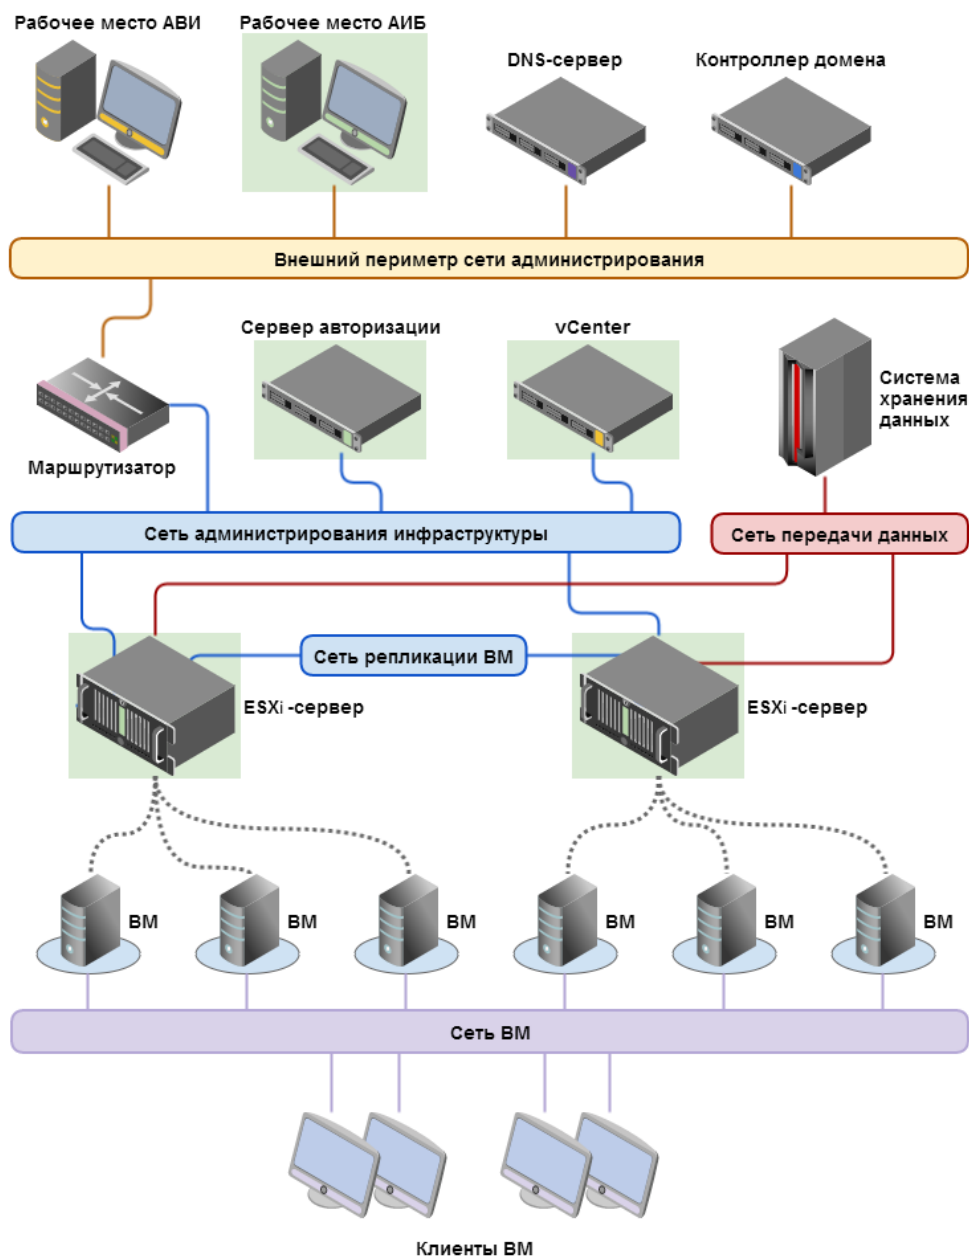 Рабочее место АВИ
Рабочее место АИБ
DNS-сервер
Контроллер домена
Внешний периметр сети администрирования
Сервер авторизации
vCenter
Система
хранения
данных
Маршрутизатор
Сеть администрирования инфраструктуры
Сеть передачи данных
Сеть репликации ВМ
ESXi -сервер
ESXi -сервер
ВМ
ВМ
ВМ
ВМ
ВМ
ВМ
Сеть ВМ
Клиенты ВМ